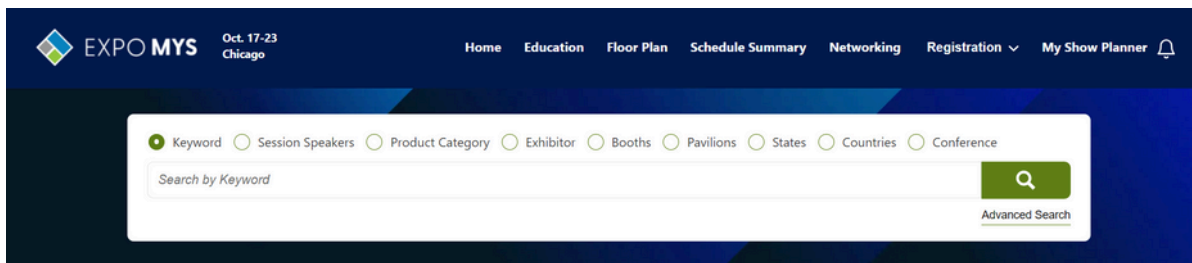 EXPO MYS
Oct. 17-23
Chicago
Home Education Floor Plan Schedule Summary Networking Registration My Show Planner
Keyword Session Speakers Product Category Exhibitor Booths Pavilions States Countries Conference
Search by Keyword
Advanced Search